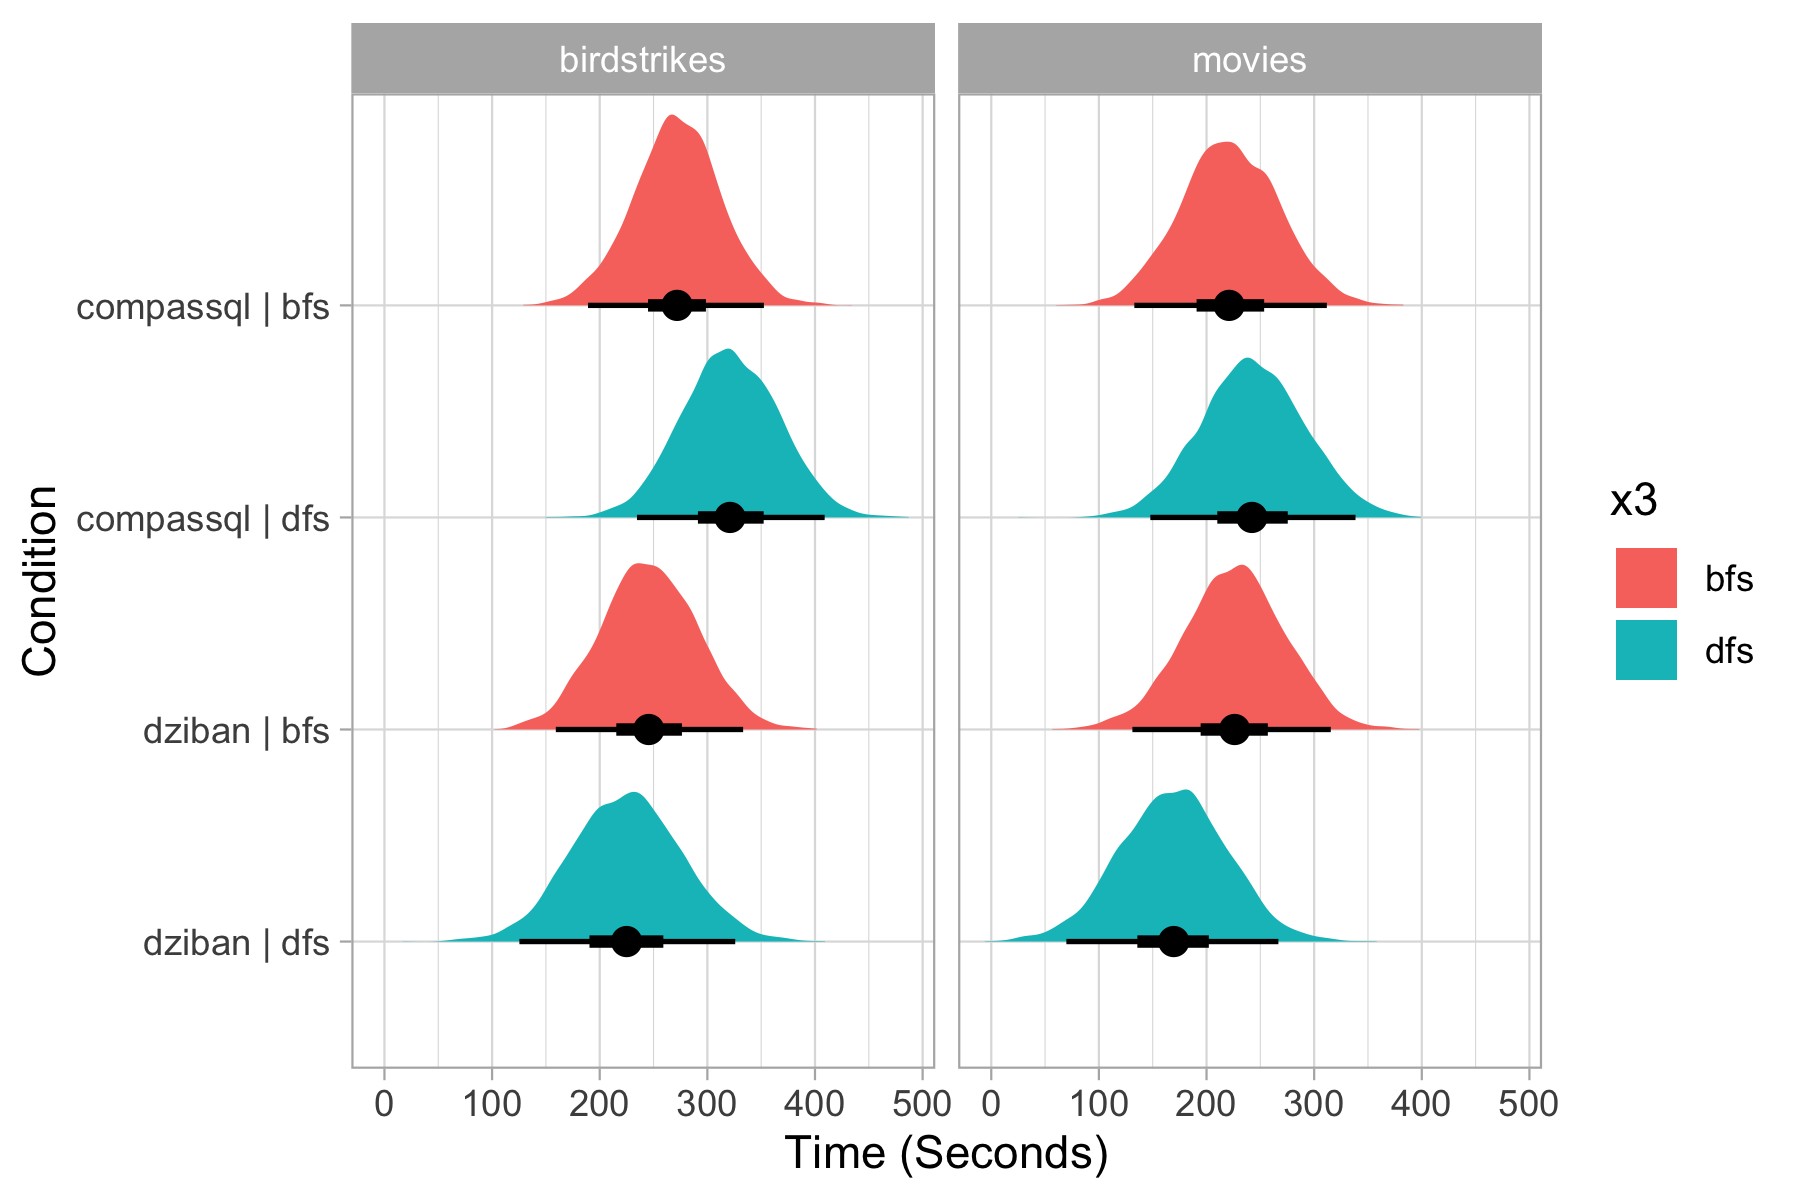 birdstrikes
movies
Condition
compassql | bfs
compassql | dfs
dziban | bfs
dziban | dfs
0 100 200 300 400 500
0 100 200 300 400 500
Time (Seconds)
x3
bfs
dfs